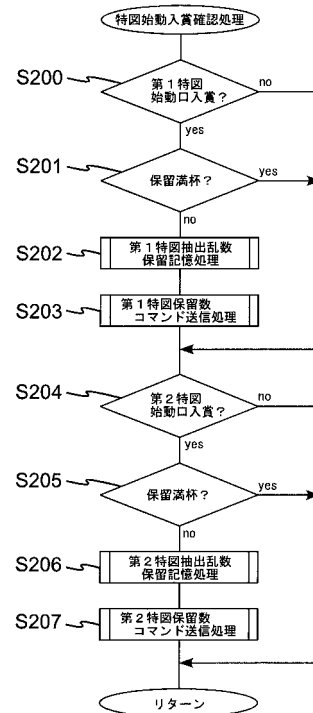 特図始動入賞確認処理
S200
第1特図
始動口入賞？
no
yes
S201
保留満杯？
yes
no
S202
第1特図抽出乱数
保留記憶処理
S203
第1特図保留数
コマンド送信処理
S204
第2特図
始動口入賞？
no
yes
S205
保留満杯？
yes
no
S206
第2特図抽出乱数
保留記憶処理
S207
第2特図保留数
コマンド送信処理
リターン